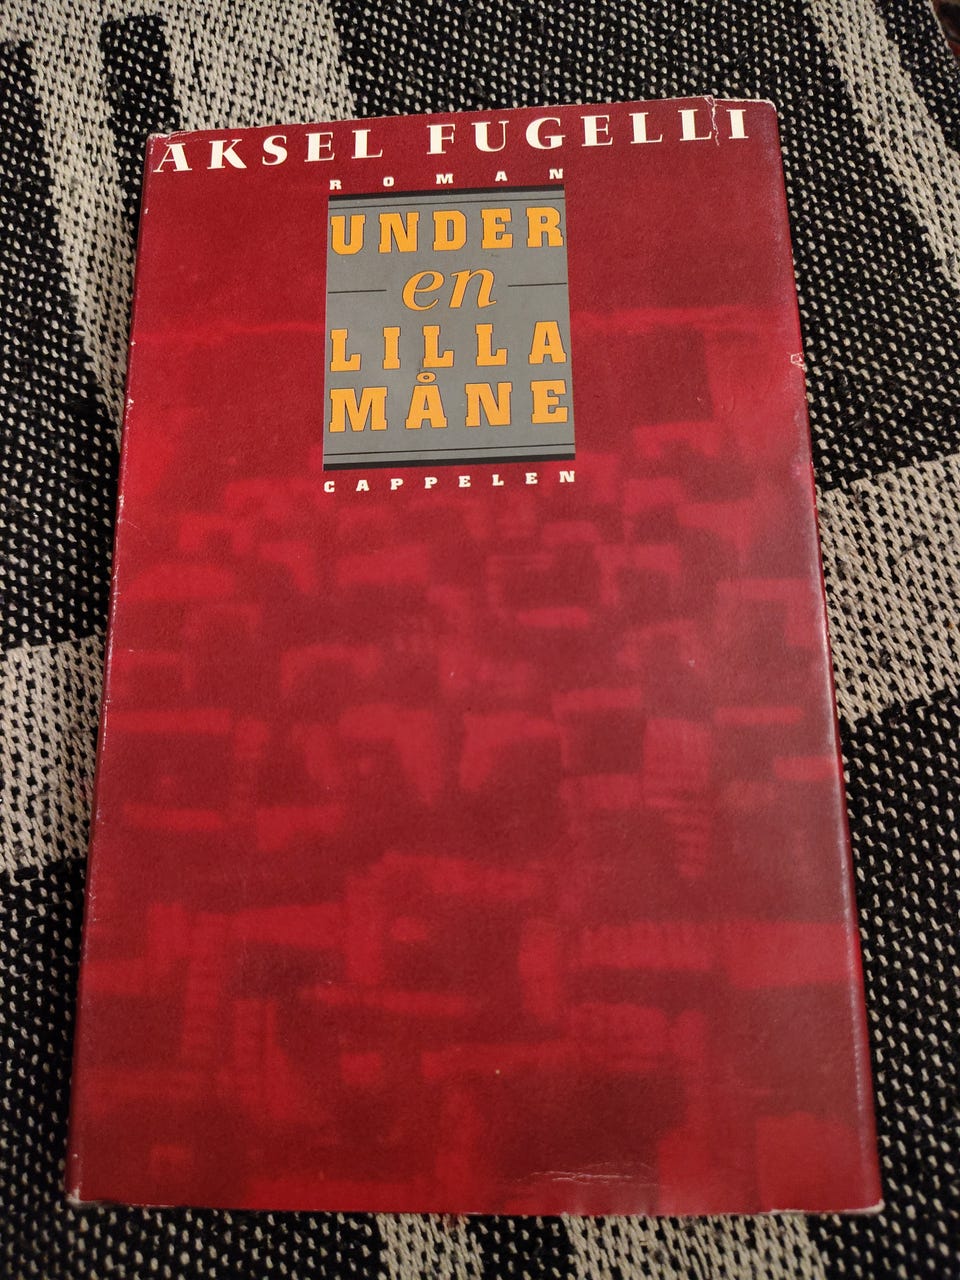 AKSEL FUGELLI
ROMAN
UNDER
en
LILLA
MÅNE
CAPPELEN